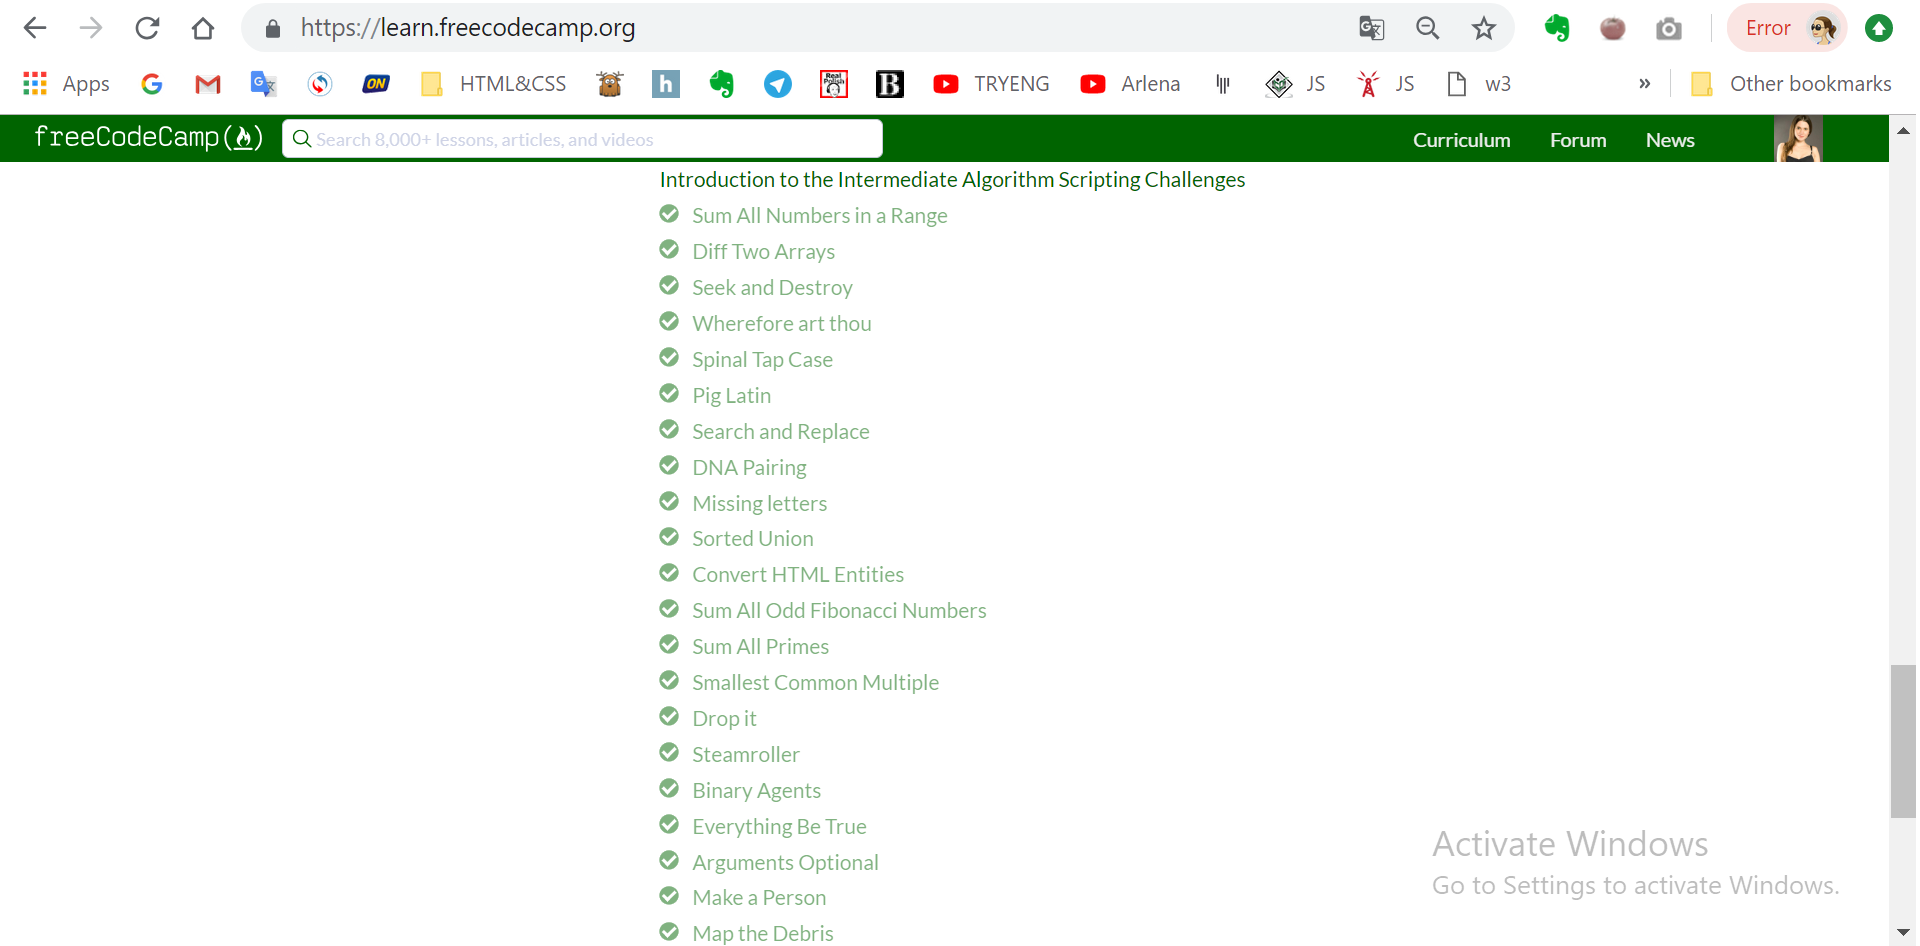 https://learn.freecodecamp.org
Error
Apps
ON
HTML&CSS
h
Real Polish
B
TRYENG
Arlena
JS
JS
w3
»
Other bookmarks
freeCodeCamp
Search 8,000+ lessons, articles, and videos
Curriculum
Forum
News
Introduction to the Intermediate Algorithm Scripting Challenges
Sum All Numbers in a Range
Diff Two Arrays
Seek and Destroy
Wherefore art thou
Spinal Tap Case
Pig Latin
Search and Replace
DNA Pairing
Missing letters
Sorted Union
Convert HTML Entities
Sum All Odd Fibonacci Numbers
Sum All Primes
Smallest Common Multiple
Drop it
Steamroller
Binary Agents
Everything Be True
Arguments Optional
Make a Person
Map the Debris
Activate Windows
Go to Settings to activate Windows.